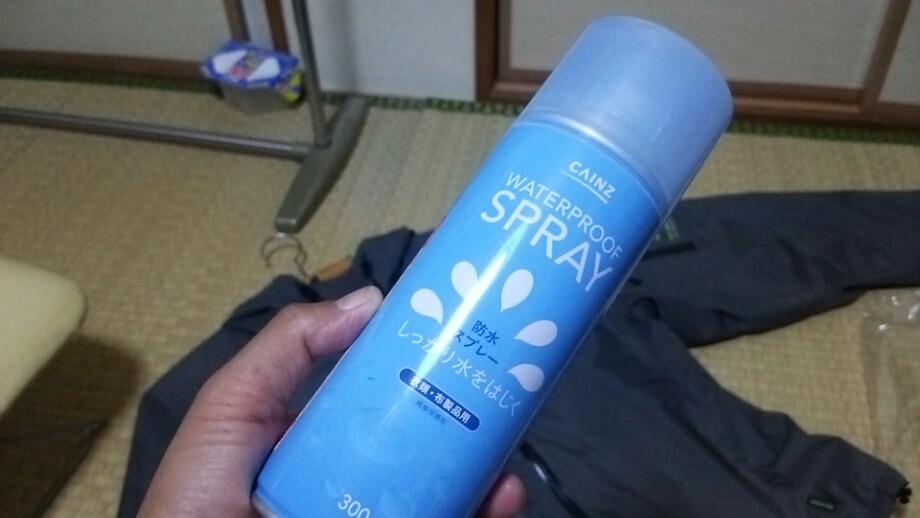 CAINZ
WATERPROOF
SPRAY
防水
スプレー
しっかり水をはじく
衣類・布製品用
300